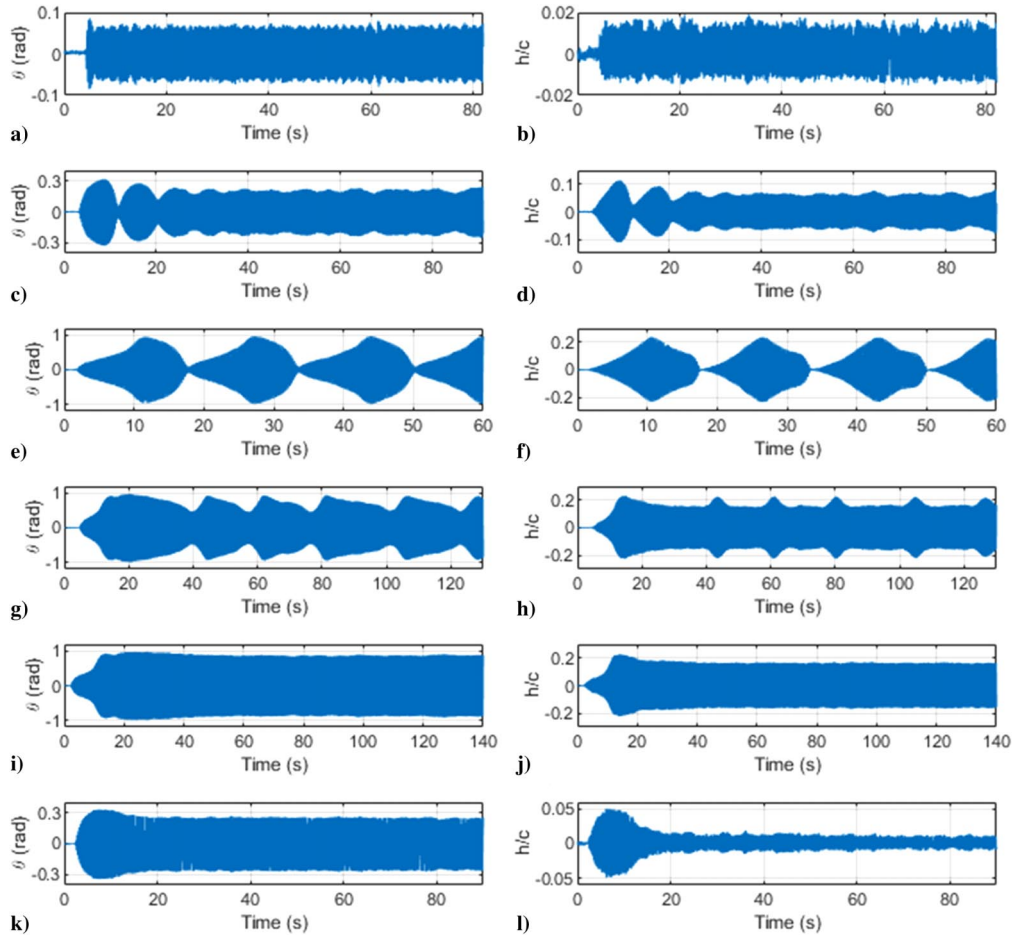 0.1
0
-0.1
θ (rad)
0 20 40 60 80
Time (s)
a)
0.02
0
-0.02
h/c
0 20 40 60 80
Time (s)
b)
0.3
0
-0.3
θ (rad)
0 20 40 60 80
Time (s)
c)
0.1
0
-0.1
h/c
0 20 40 60 80
Time (s)
d)
1
0
-1
θ (rad)
0 10 20 30 40 50 60
Time (s)
e)
0.2
0
-0.2
h/c
0 10 20 30 40 50 60
Time (s)
f)
1
0
-1
θ (rad)
0 20 40 60 80 100 120
Time (s)
g)
0.2
0
-0.2
h/c
0 20 40 60 80 100 120
Time (s)
h)
1
0
-1
θ (rad)
0 20 40 60 80 100 120 140
Time (s)
i)
0.2
0
-0.2
h/c
0 20 40 60 80 100 120 140
Time (s)
j)
0.3
0
-0.3
θ (rad)
0 20 40 60 80
Time (s)
k)
0.05
0
-0.05
h/c
0 20 40 60 80
Time (s)
l)